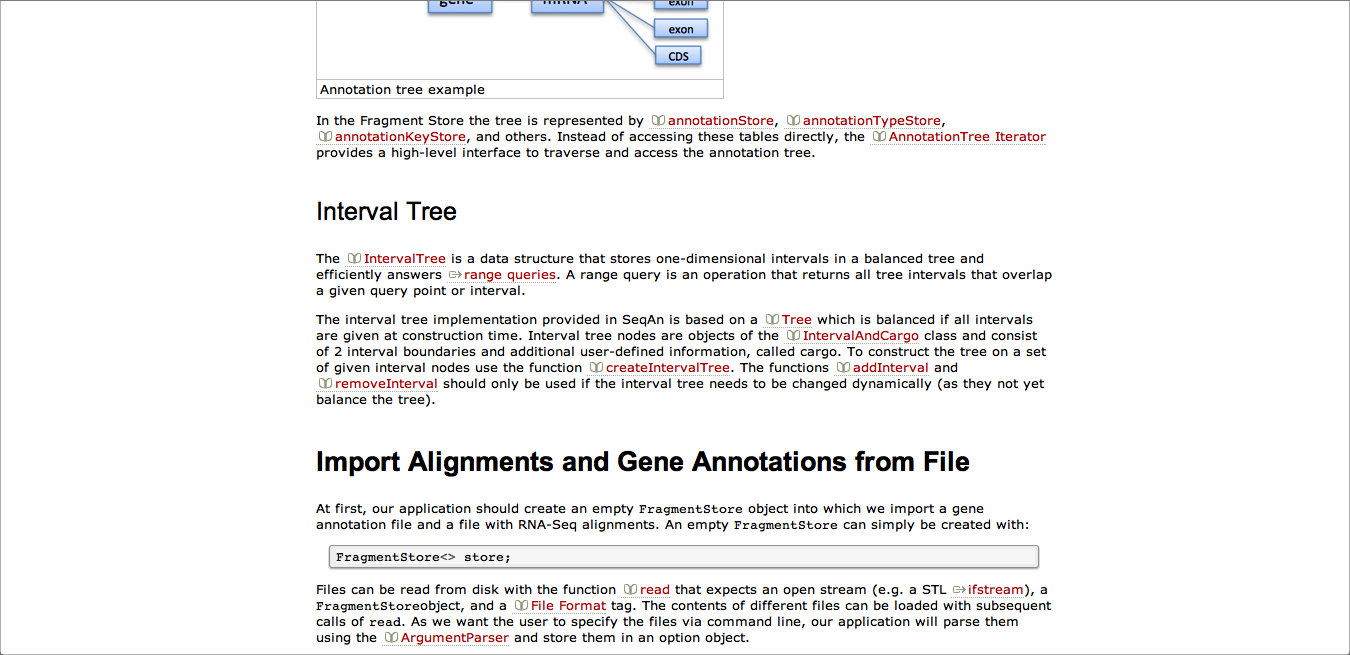 gene mRNA exon
exon
CDS
Annotation tree example
In the Fragment Store the tree is represented by annotationStore, annotationTypeStore,
annotationKeyStore, and others. Instead of accessing these tables directly, the AnnotationTree Iterator
provides a high-level interface to traverse and access the annotation tree.
Interval Tree
The IntervalTree is a data structure that stores one-dimensional intervals in a balanced tree and
efficiently answers range queries. A range query is an operation that returns all tree intervals that overlap
a given query point or interval.
The interval tree implementation provided in SeqAn is based on a Tree which is balanced if all intervals
are given at construction time. Interval tree nodes are objects of the IntervalAndCargo class and consist
of 2 interval boundaries and additional user-defined information, called cargo. To construct the tree on a set
of given interval nodes use the function createIntervalTree. The functions addInterval and
removeInterval should only be used if the interval tree needs to be changed dynamically (as they not yet
balance the tree).
Import Alignments and Gene Annotations from File
At first, our application should create an empty FragmentStore object into which we import a gene
annotation file and a file with RNA-Seq alignments. An empty FragmentStore can simply be created with:
FragmentStore<> store;
Files can be read from disk with the function read that expects an open stream (e.g. a STL ifstream), a
FragmentStoreobject, and a File Format tag. The contents of different files can be loaded with subsequent
calls of read. As we want the user to specify the files via command line, our application will parse them
using the ArgumentParser and store them in an option object.